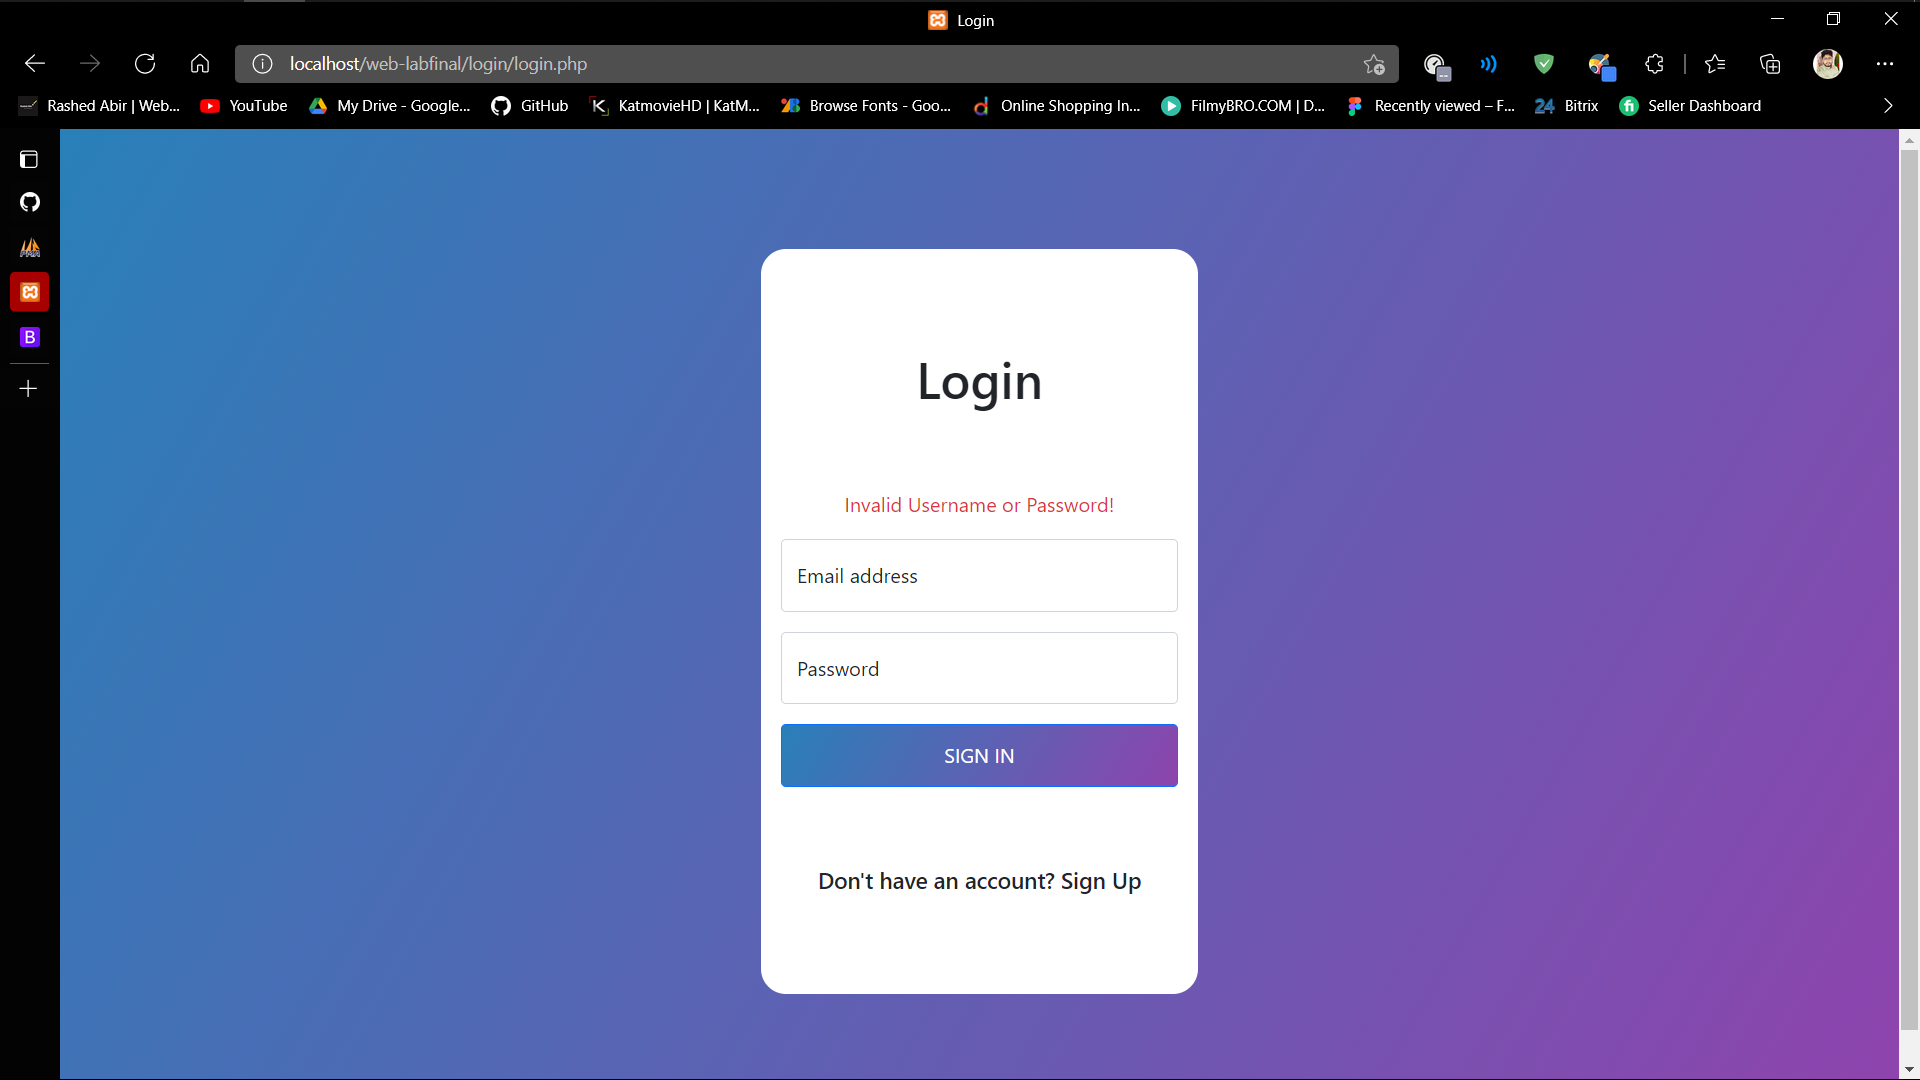 Login
localhost/web-labfinal/login/login.php
Rashed Abir | Web... YouTube My Drive - Google... GitHub KatmovieHD | KatM... Browse Fonts - Goo... Online Shopping In... FilmyBRO.COM | D... Recently viewed – F... 24 Bitrix fi Seller Dashboard
B
Login
Invalid Username or Password!
Email address
Password
SIGN IN
Don't have an account? Sign Up